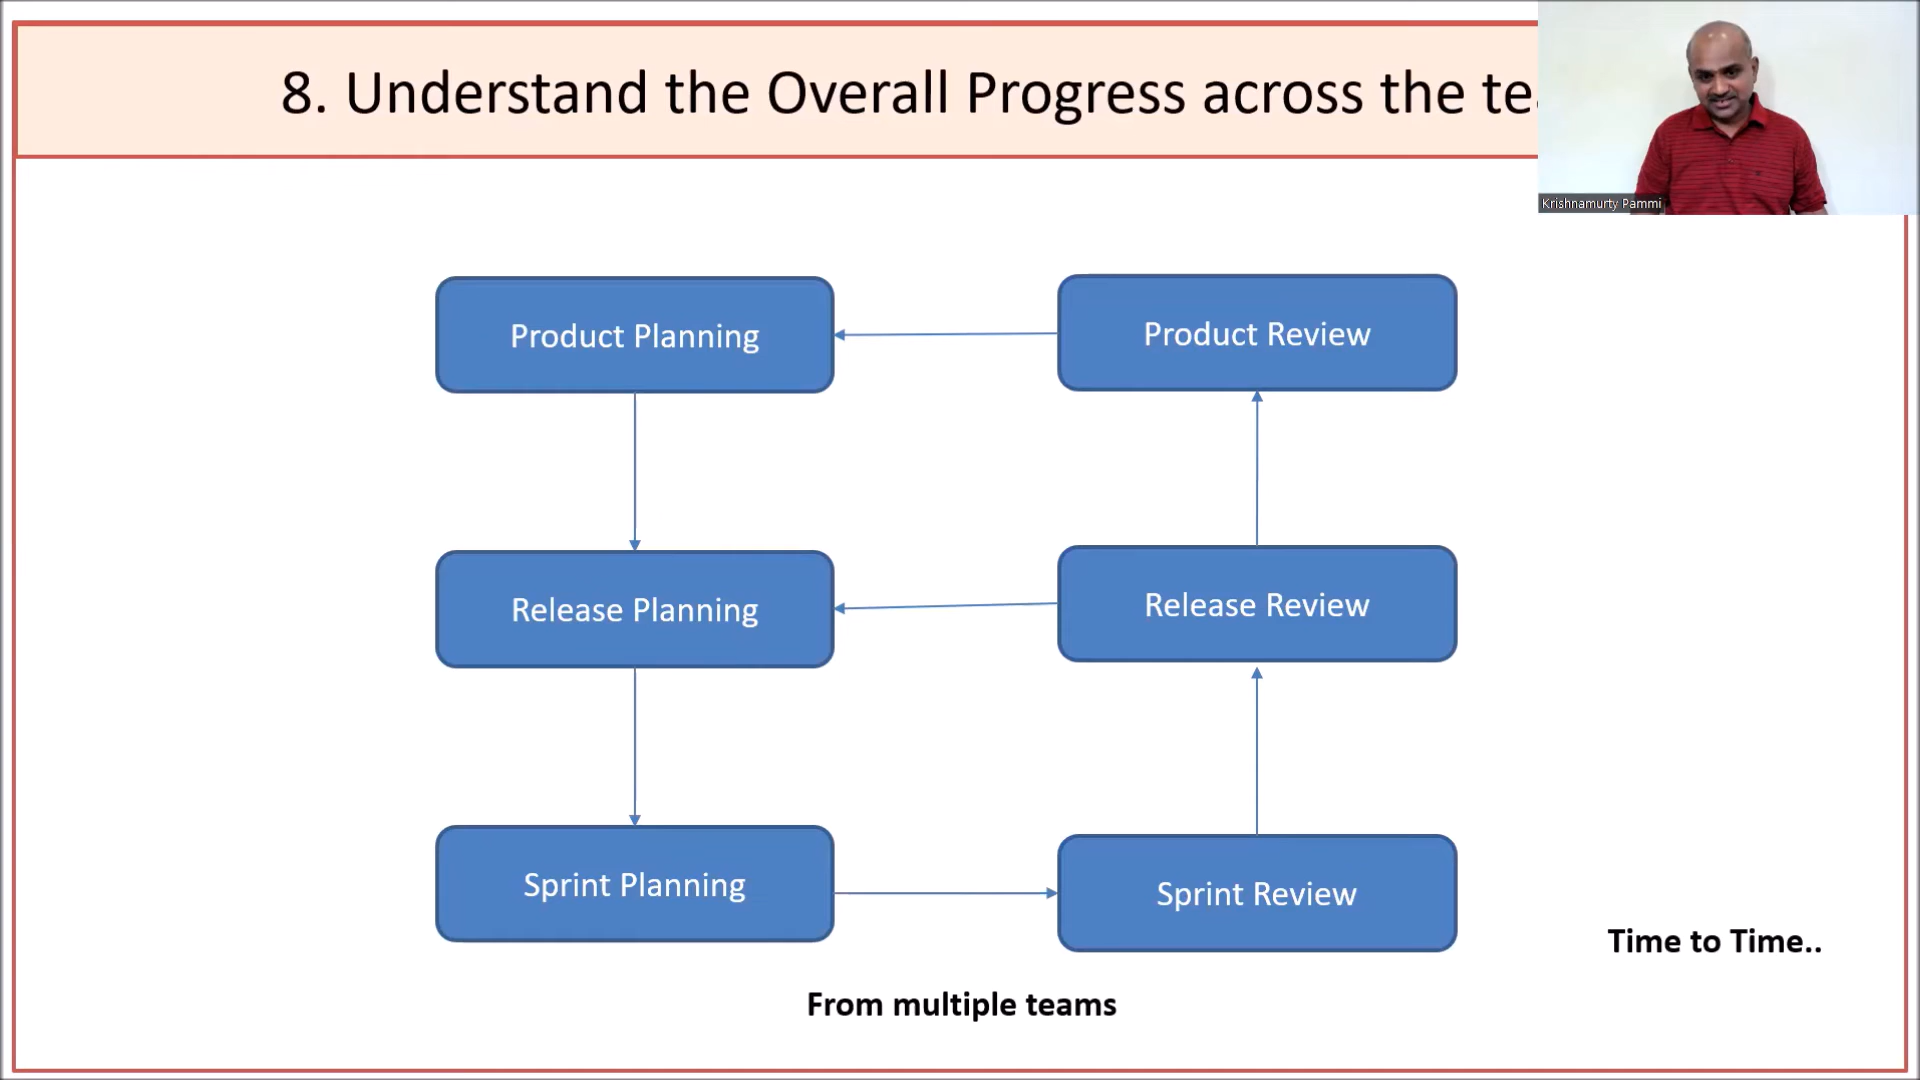 8. Understand the Overall Progress across the
Krishnamurty Pammi
Product Planning
Product Review
Release Planning
Release Review
Sprint Planning
Sprint Review
Time to Time..
From multiple teams